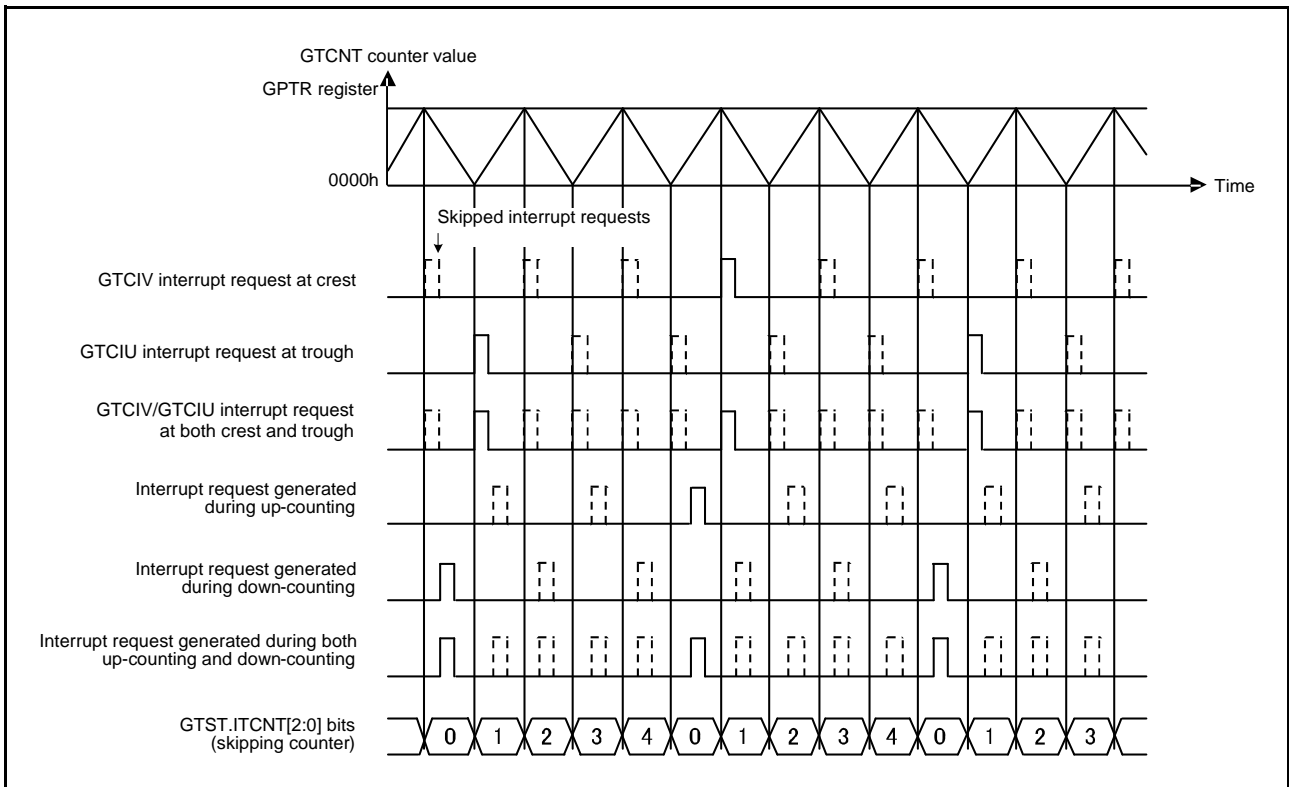 GTCNT counter value
GPTR register
0000h
Time
Skipped interrupt requests
GTCIV interrupt request at crest
GTCIU interrupt request at trough
GTCIV/GTCIU interrupt request
at both crest and trough
Interrupt request generated
during up-counting
Interrupt request generated
during down-counting
Interrupt request generated during both
up-counting and down-counting
GTST.ITCNT[2:0] bits
(skipping counter)
0 1 2 3 4 0 1 2 3 4 0 1 2 3